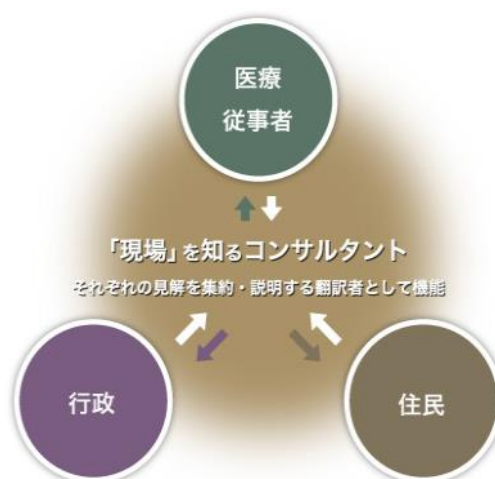 医療
従事者
「現場」を知るコンサルタント
それぞれの見解を集約・説明する翻訳者として機能
行政
住民